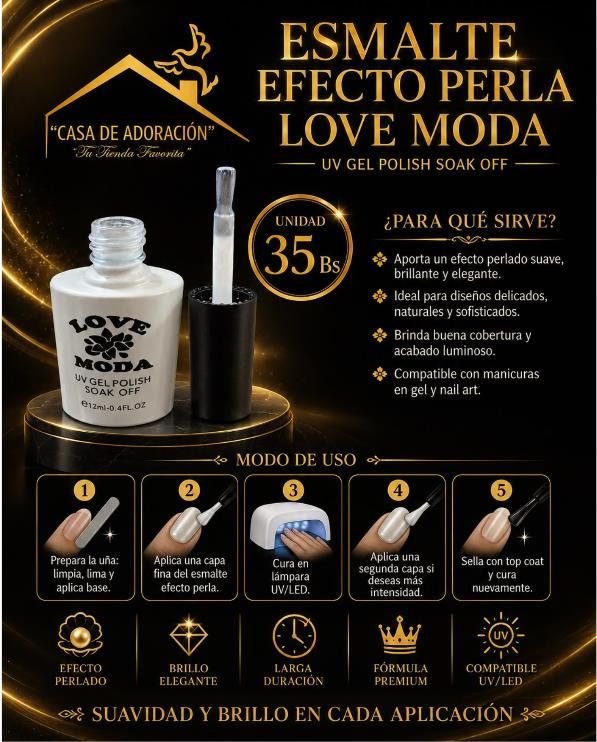 ESMALTE
EFECTO PERLA
LOVE MODA
UV GEL POLISH SOAK OFF
"CASA DE ADORACIÓN"
"Tu Tienda Favorita"
UNIDAD
35 Bs
¿PARA QUÉ SIRVE?
Aporta un efecto perlado suave,
brillante y elegante.
Ideal para diseños delicados,
naturales y sofisticados.
Brinda buena cobertura y
acabado luminoso.
Compatible con manicuras
en gel y nail art.
LOVE
MODA
UV GEL POLISH
SOAK OFF
e12ml-0.4FL.OZ
MODO DE USO
1
Prepara la uña:
limpia, lima y
aplica base.
2
Aplica una capa
fina del esmalte
efecto perla.
3
Cura en
lámpara
UV/LED.
4
Aplica una
segunda capa si
deseas más
intensidad.
5
Sella con top coat
y cura
nuevamente.
EFECTO
PERLADO
BRILLO
ELEGANTE
LARGA
DURACIÓN
FÓRMULA
PREMIUM
UV
COMPATIBLE
UV/LED
SUAVIDAD Y BRILLO EN CADA APLICACIÓN